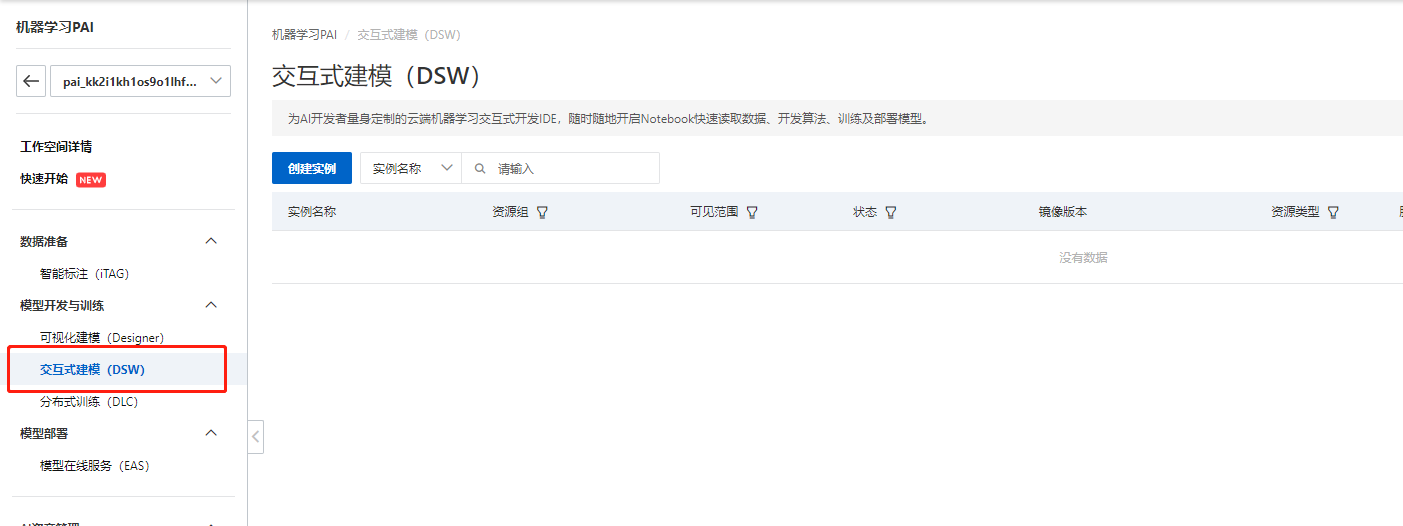 机器学习PAI
pai_kk2i1kh1os9o1lhf...
工作空间详情
快速开始 NEW
数据准备
智能标注（iTAG）
模型开发与训练
可视化建模（Designer）
交互式建模（DSW）
分布式训练（DLC）
模型部署
模型在线服务（EAS）
机器学习PAI / 交互式建模（DSW）
交互式建模（DSW）
为AI开发者量身定制的云端机器学习交互式开发IDE，随时随地开启Notebook快速读取数据、开发算法、训练及部署模型。
创建实例 实例名称 请输入
实例名称 资源组 可见范围 状态 镜像版本 资源类型
没有数据